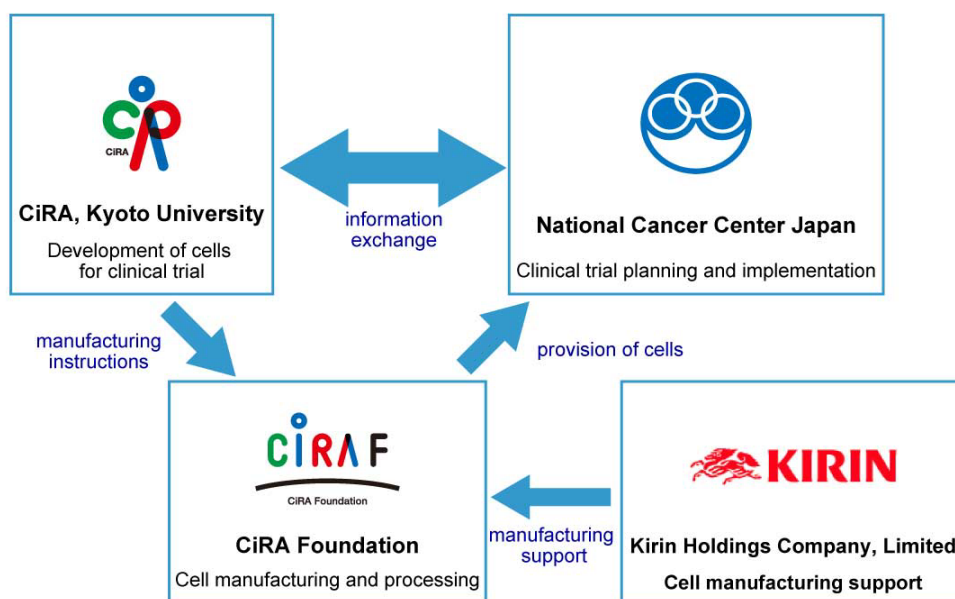 CiRA
CiRA, Kyoto University
Development of cells
for clinical trial
information
exchange
National Cancer Center Japan
Clinical trial planning and implementation
manufacturing
instructions
provision of cells
CiRA F
CiRA Foundation
CiRA Foundation
Cell manufacturing and processing
manufacturing
support
KIRIN
Kirin Holdings Company, Limited
Cell manufacturing support